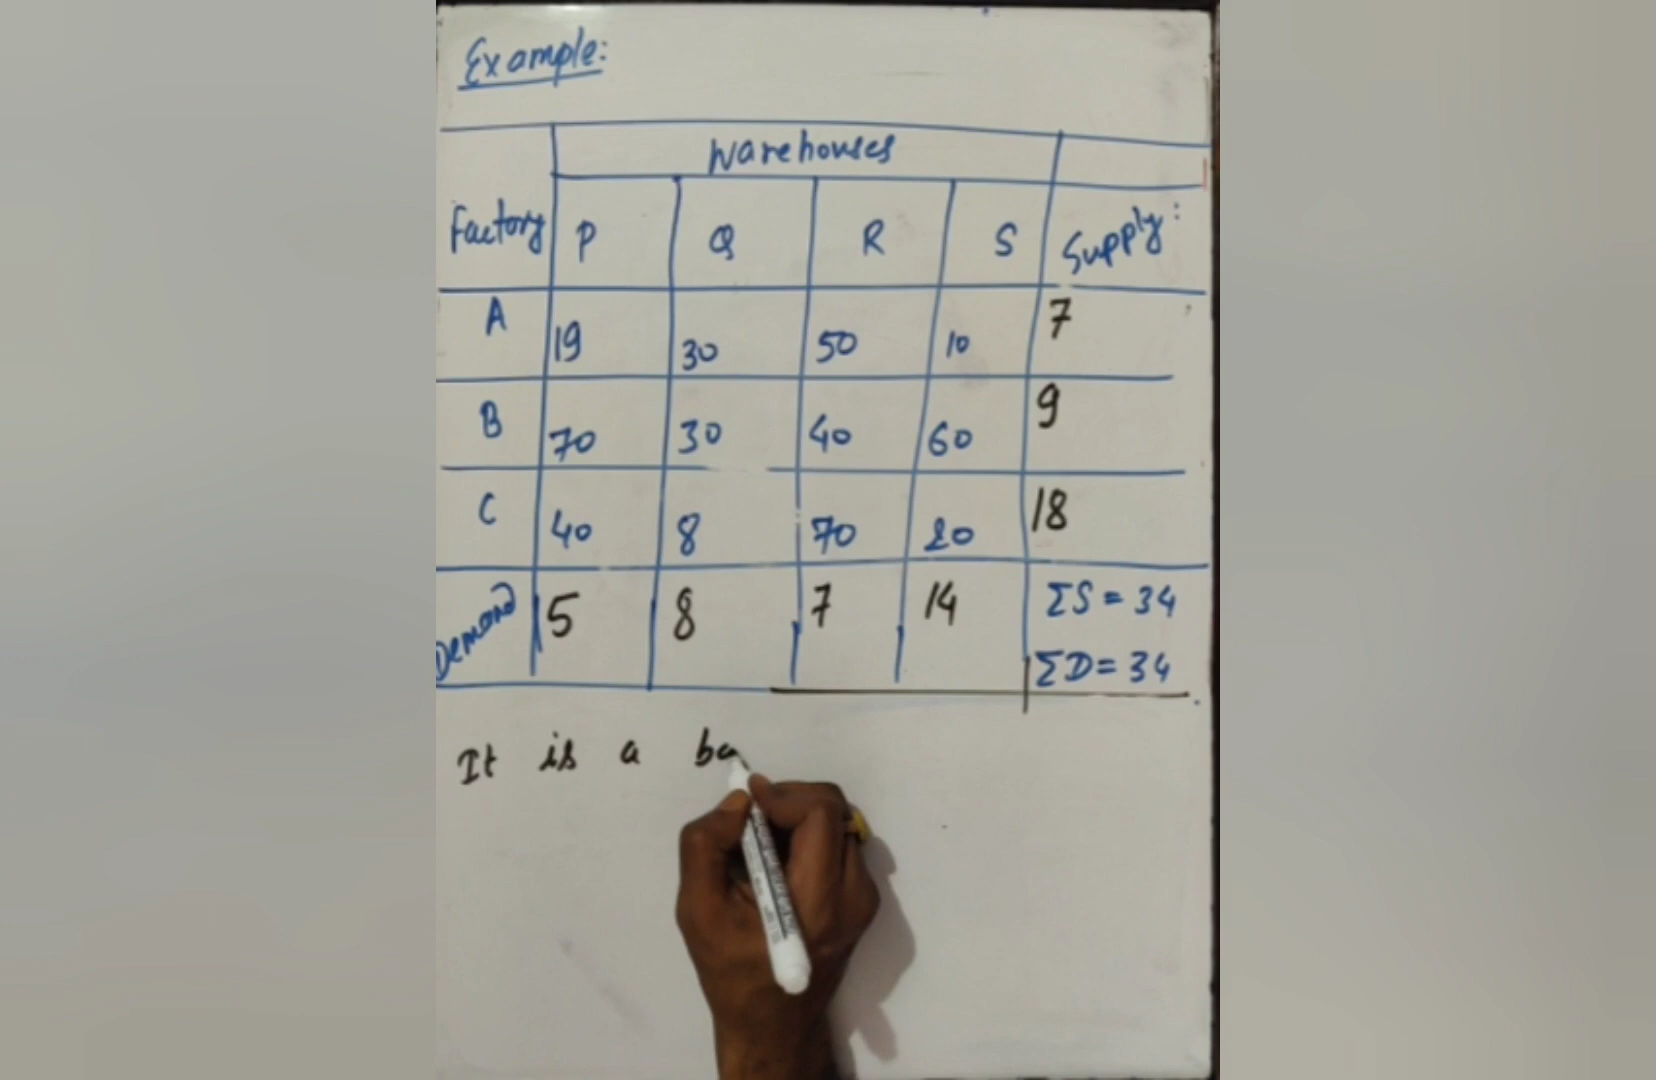 Example:
Warehouses
Factory P Q R S Supply:
A 19 30 50 10 7
B 70 30 40 60 9
C 40 8 70 20 18
Demand 5 8 7 14 ΣS = 34
ΣD = 34
It is a ba